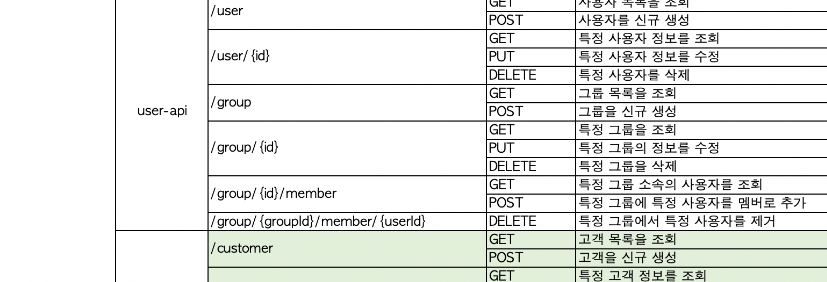 /user
GET 사용자 목록을 조회
POST 사용자를 신규 생성
/user/{id}
GET 특정 사용자 정보를 조회
PUT 특정 사용자 정보를 수정
DELETE 특정 사용자를 삭제
user-api
/group
GET 그룹 목록을 조회
POST 그룹을 신규 생성
/group/{id}
GET 특정 그룹을 조회
PUT 특정 그룹의 정보를 수정
DELETE 특정 그룹을 삭제
/group/{id}/member
GET 특정 그룹 소속의 사용자를 조회
POST 특정 그룹에 특정 사용자를 멤버로 추가
/group/{groupId}/member/{userId} DELETE 특정 그룹에서 특정 사용자를 제거
/customer
GET 고객 목록을 조회
POST 고객을 신규 생성
GET 특정 고객 정보를 조회